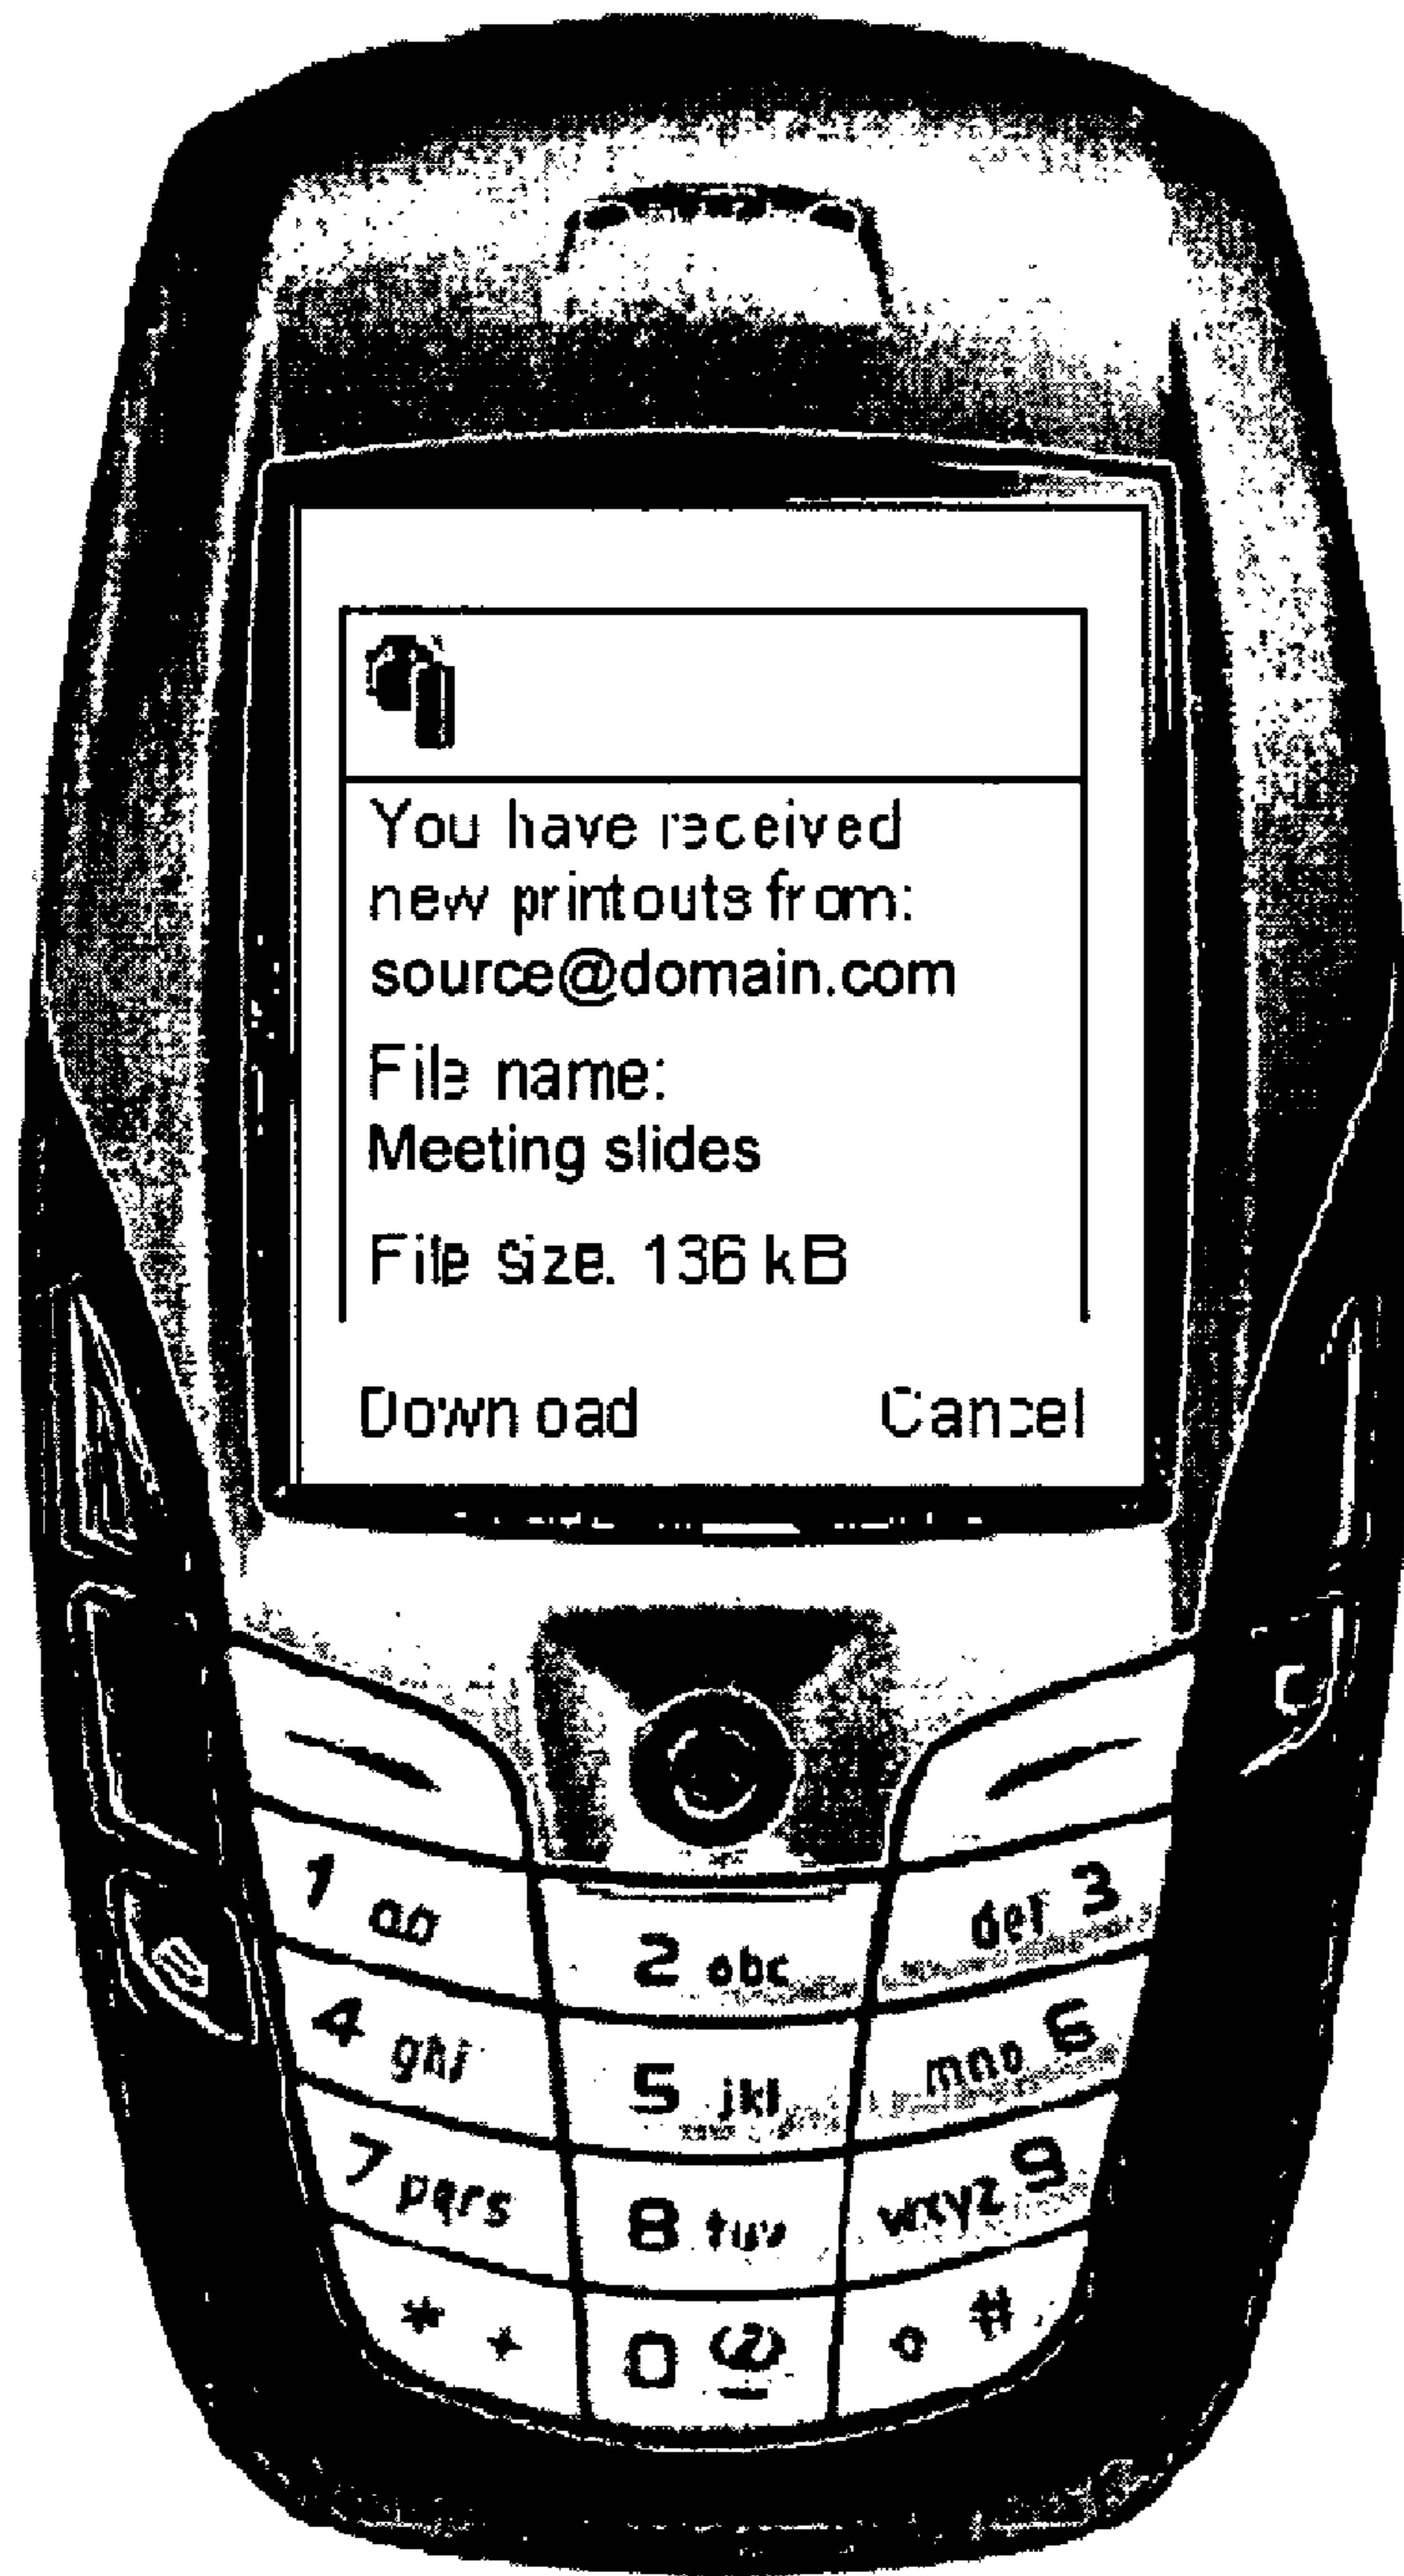 You have received
new printouts from:
source@domain.com
File name:
Meeting slides
File size. 136 kB
Download Cancel
1
2 abc
def 3
4 ghi
5 jkl
mno 6
7 pqrs
8 tuv
wxyz 9
* +
0
#